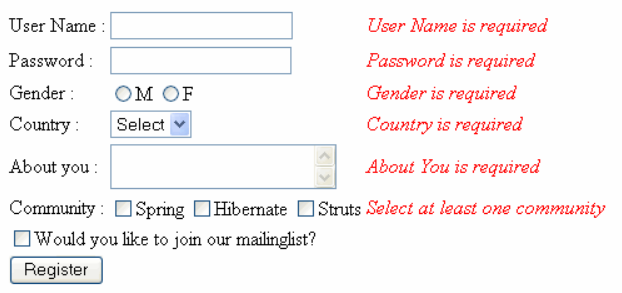 User Name : User Name is required
Password : Password is required
Gender : M F Gender is required
Country : Select Country is required
About you : About You is required
Community : Spring Hibernate Struts Select at least one community
Would you like to join our mailinglist?
Register